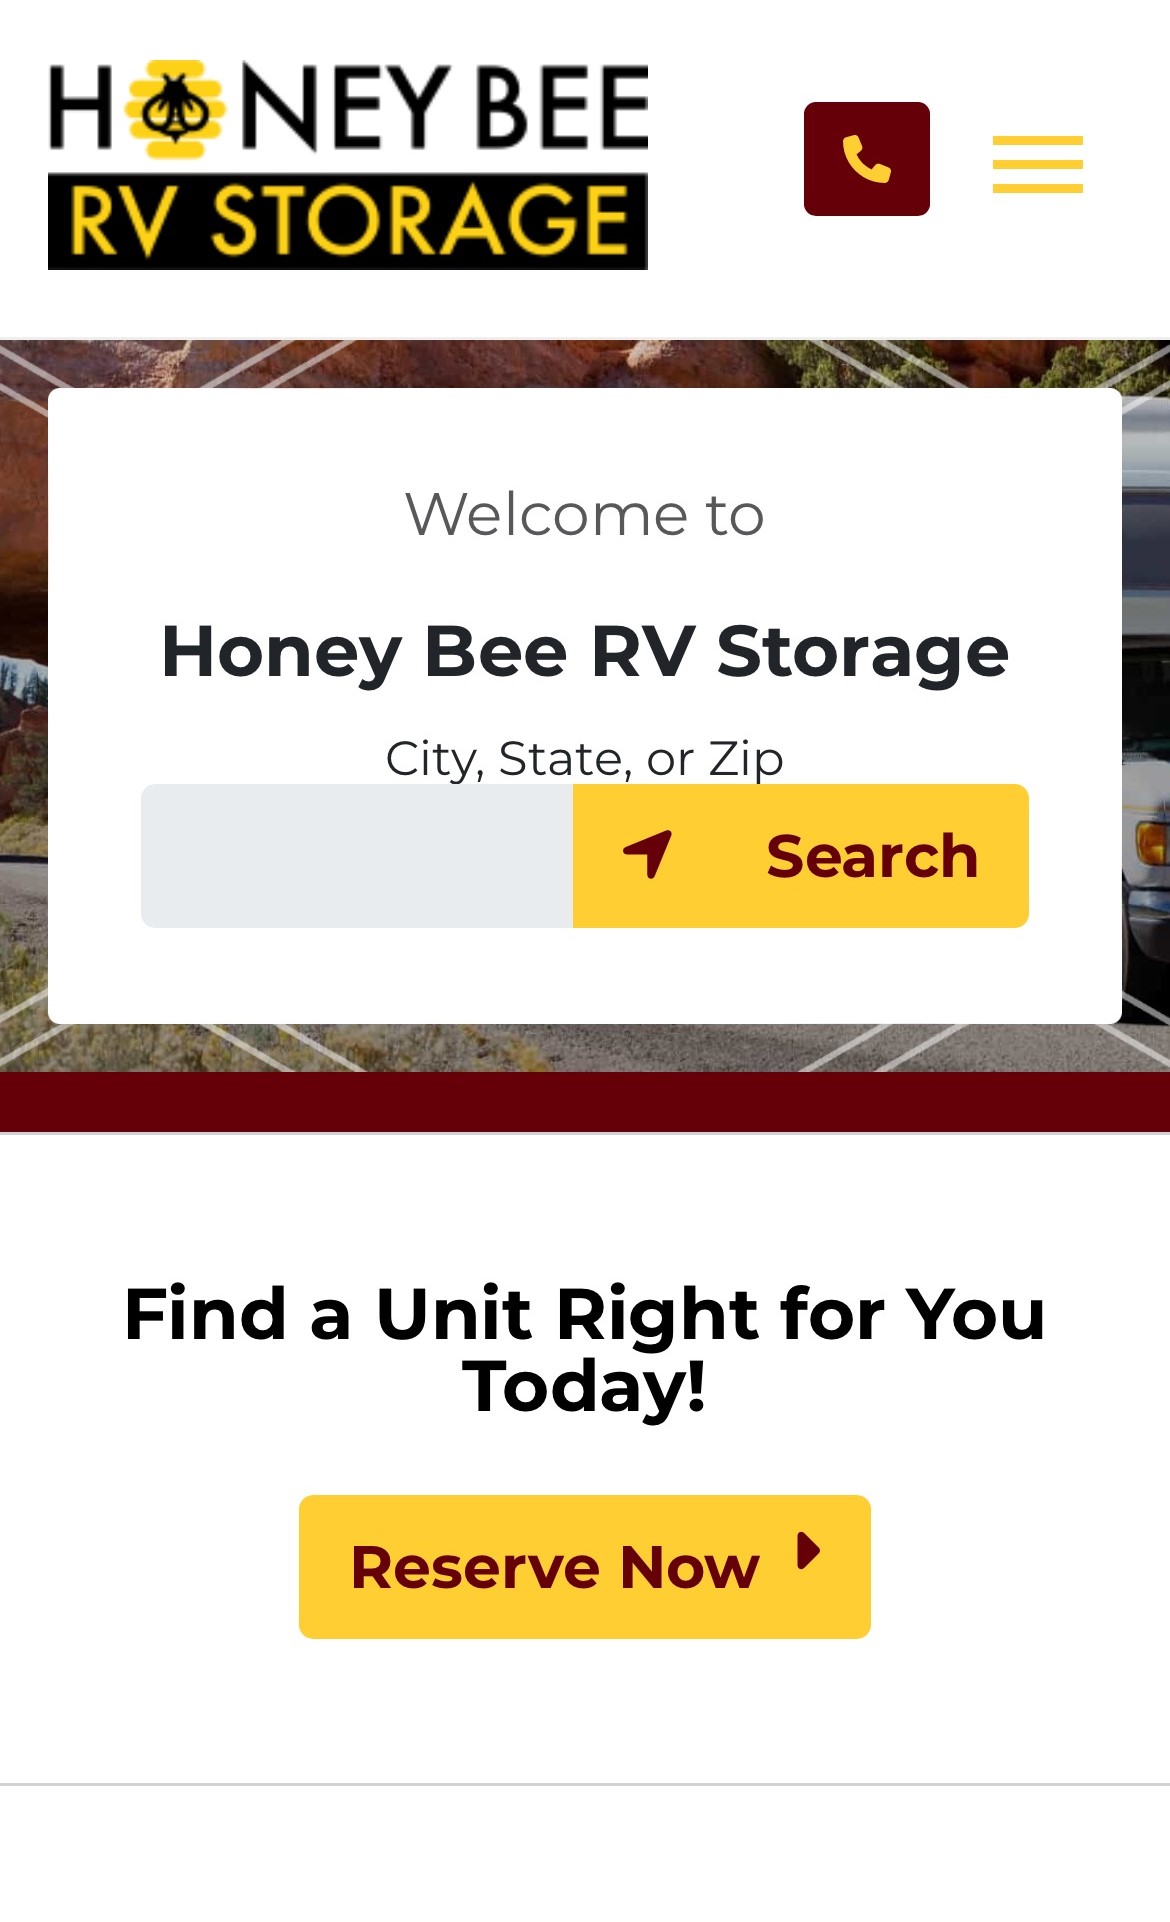 HONEY BEE
RV STORAGE
Welcome to
Honey Bee RV Storage
City, State, or Zip
Search
Find a Unit Right for You
Today!
Reserve Now